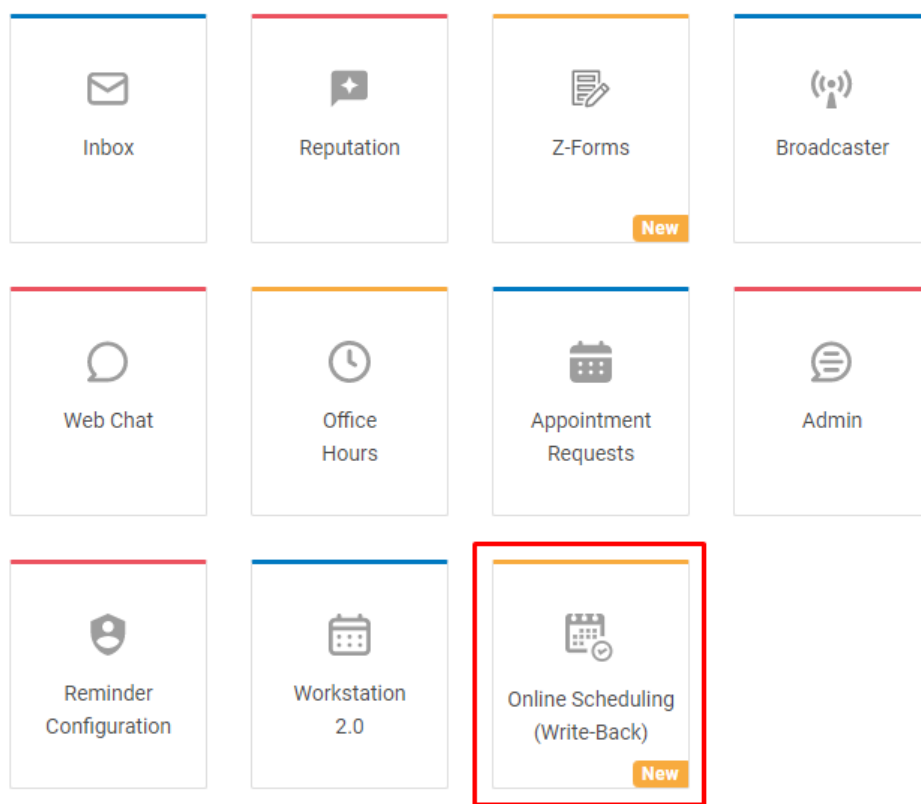 Inbox
Reputation
Z-Forms
Broadcaster
New
Web Chat
Office
Hours
Appointment
Requests
Admin
Reminder
Configuration
Workstation
2.0
Online Scheduling
(Write-Back)
New